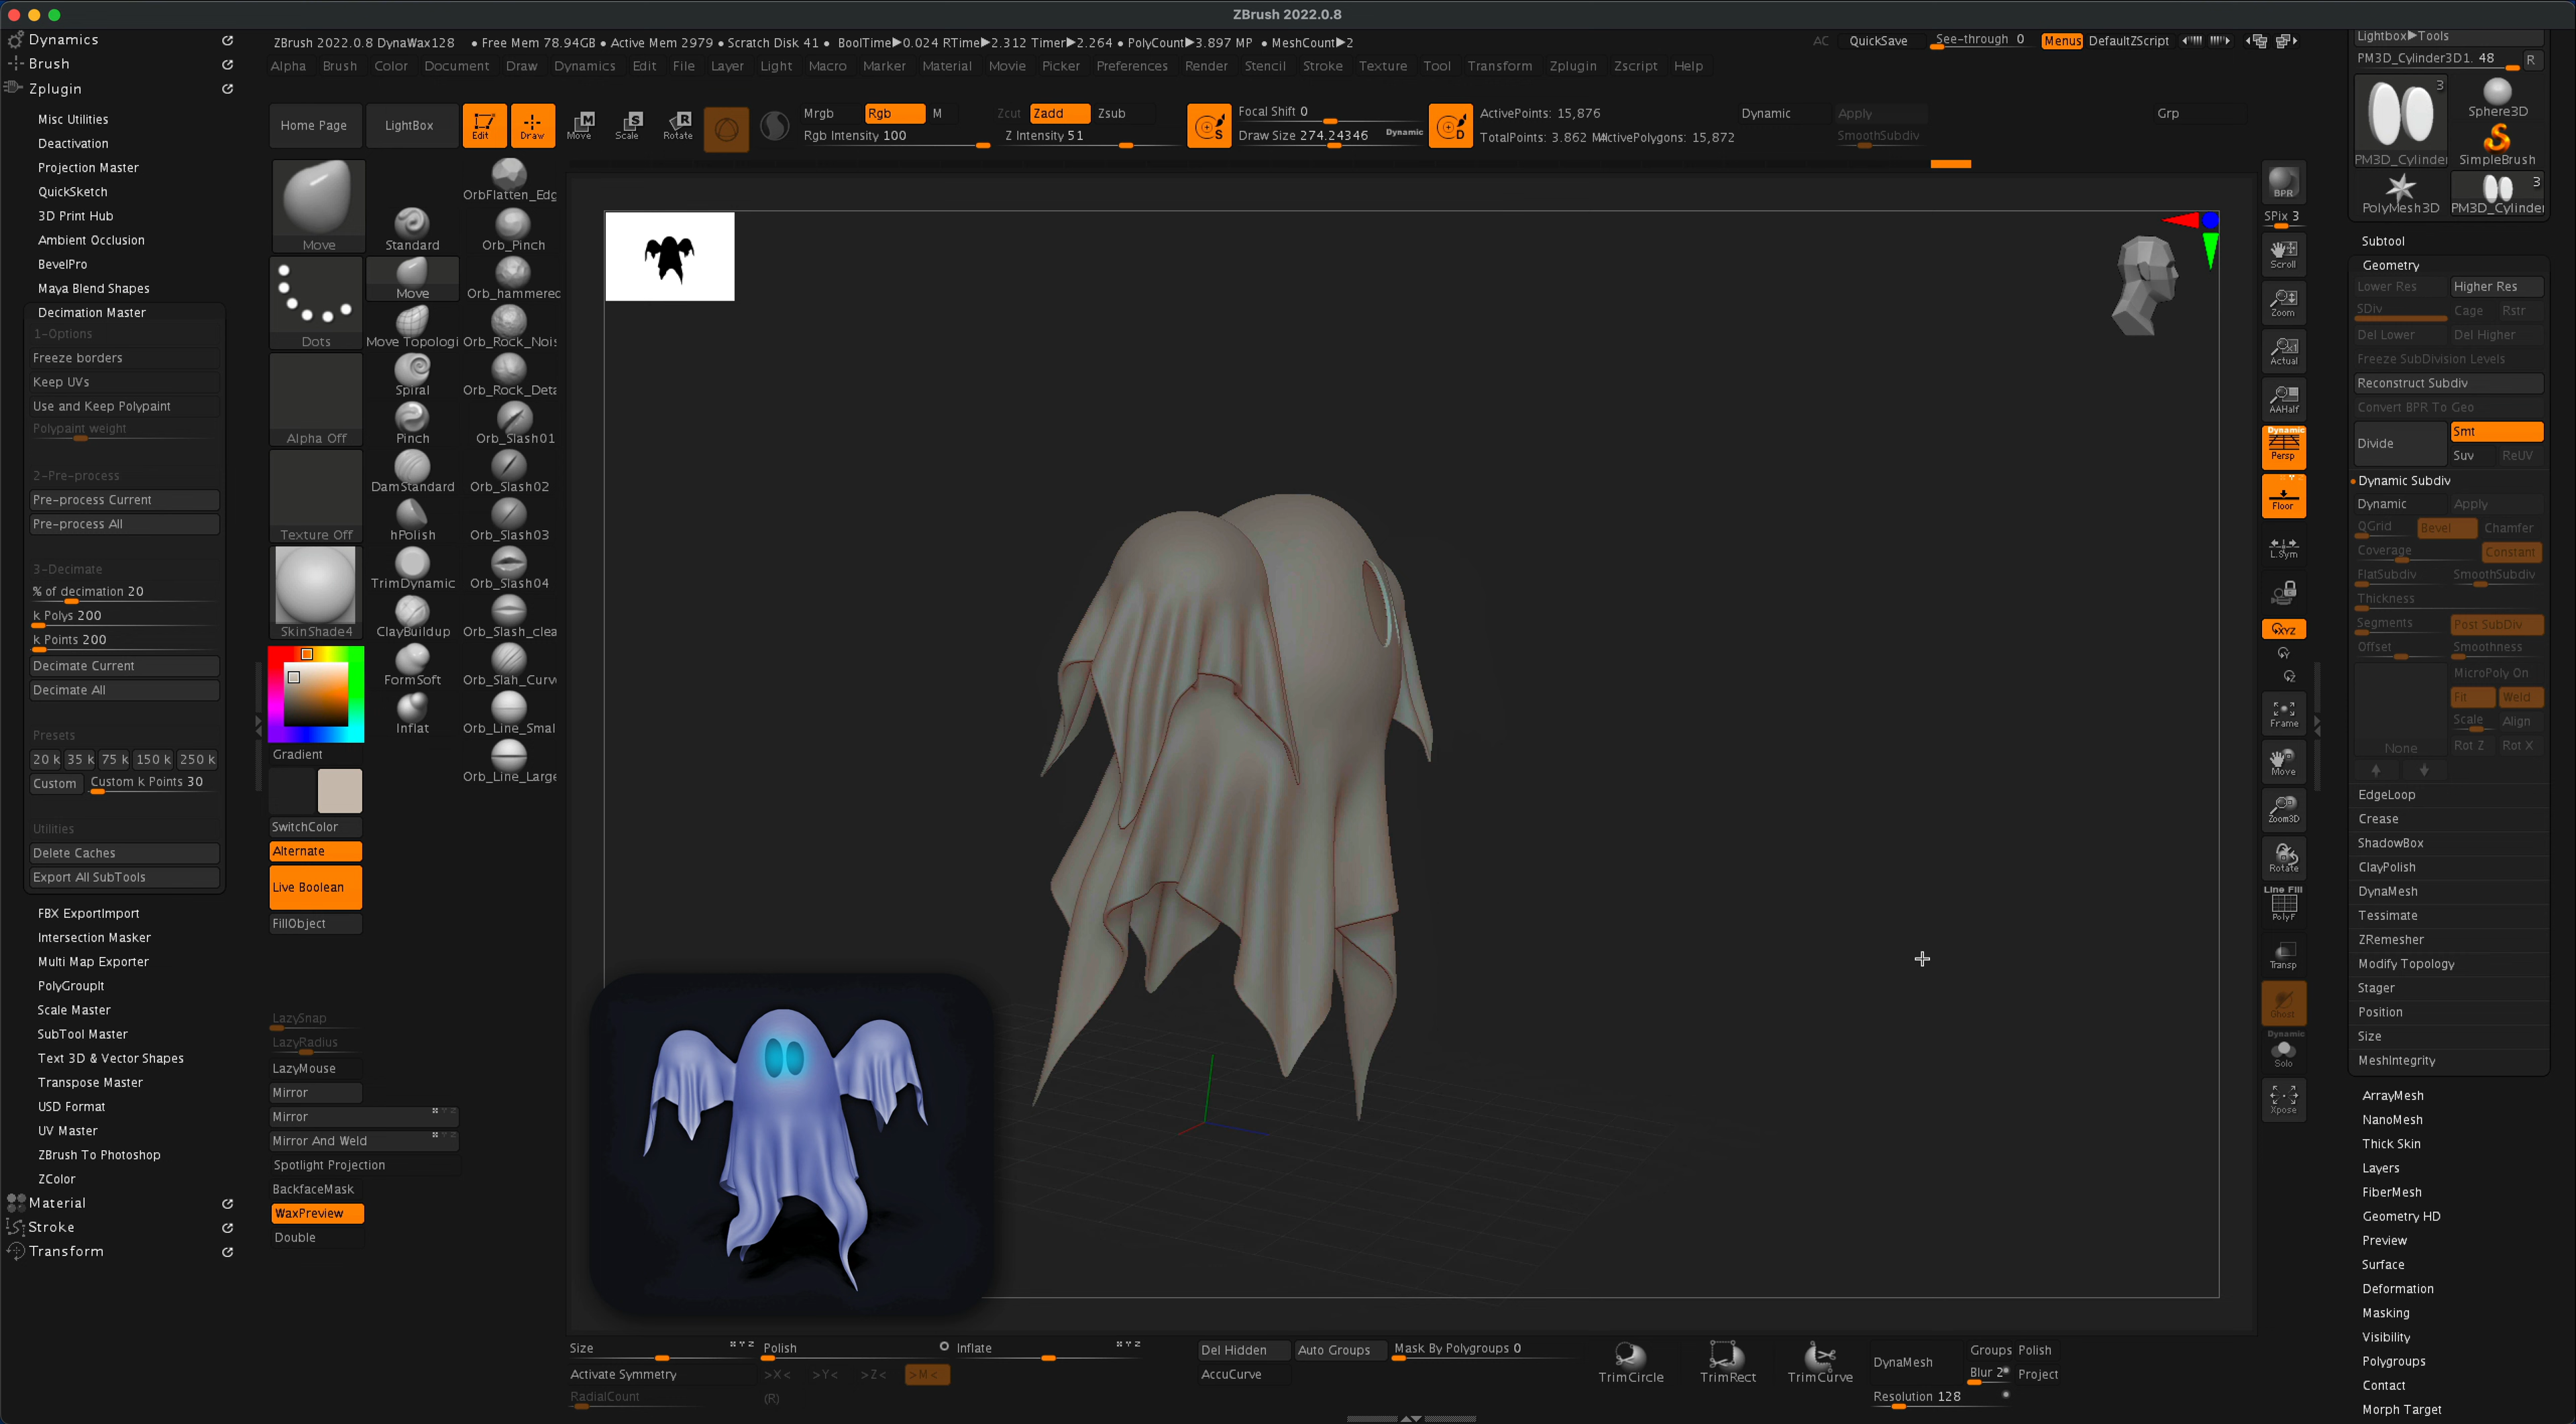 ZBrush 2022.0.8
Dynamics
Brush
Zplugin
Misc Utilities
Deactivation
Projection Master
QuickSketch
3D Print Hub
Ambient Occlusion
BevelPro
Maya Blend Shapes
Decimation Master
1-Options
Freeze borders
Keep UVs
Use and Keep Polypaint
Polypaint weight
2-Pre-process
Pre-process Current
Pre-process All
3-Decimate
% of decimation 20
k Polys 200
k Points 200
Decimate Current
Decimate All
Presets
20 k 35 k 75 k 150 k 250 k
Custom Custom k Points 30
Utilities
Delete Caches
Export All SubTools
FBX ExportImport
Intersection Masker
Multi Map Exporter
PolyGroupIt
Scale Master
SubTool Master
Text 3D & Vector Shapes
Transpose Master
USD Format
UV Master
ZBrush To Photoshop
ZColor
Material
Stroke
Transform
ZBrush 2022.0.8 DynaWax128 • Free Mem 78.94GB • Active Mem 2979 • Scratch Disk 41 • BoolTime▶0.024 RTime▶2.312 Timer▶2.264 • PolyCount▶3.897 MP • MeshCount▶2
AC QuickSave See-through 0 Menus DefaultZScript
Alpha Brush Color Document Draw Dynamics Edit File Layer Light Macro Marker Material Movie Picker Preferences Render Stencil Stroke Texture Tool Transform Zplugin Zscript Help
Home Page LightBox Edit Draw Move Scale Rotate
Mrgb Rgb M
Rgb Intensity 100
Zcut Zadd Zsub
Z Intensity 51
Focal Shift 0
Draw Size 274.24346 Dynamic
ActivePoints: 15,876
TotalPoints: 3.862 M ActivePolygons: 15,872
Dynamic Apply
SmoothSubdiv
Grp
Move
Dots
Alpha Off
Texture Off
SkinShade4
Gradient
SwitchColor
Alternate
Live Boolean
FillObject
LazySnap
LazyRadius
LazyMouse
Mirror
Mirror
Mirror And Weld
Spotlight Projection
BackfaceMask
WaxPreview
Double
Standard
Move
Move Topologi
Spiral
Pinch
DamStandard
hPolish
TrimDynamic
ClayBuildup
FormSoft
Inflat
OrbFlatten_Edg
Orb_Pinch
Orb_hammered
Orb_Rock_Nois
Orb_Rock_Deta
Orb_Slash01
Orb_Slash02
Orb_Slash03
Orb_Slash04
Orb_Slash_clea
Orb_Slah_Curv
Orb_Line_Smal
Orb_Line_Large
Size Polish Inflate
Activate Symmetry >X< >Y< >Z< >M<
RadialCount (R)
Del Hidden Auto Groups Mask By Polygroups 0
AccuCurve
TrimCircle TrimRect TrimCurve
DynaMesh
Groups Polish
Blur 2 Project
Resolution 128
BPR
SPix 3
Scroll
Zoom
Actual
AAHalf
Dynamic
Persp
Floor
L.Sym
XYZ
Frame
Move
Zoom3D
Rotate
Line Fill
PolyF
Transp
Ghost
Dynamic
Solo
Xpose
Lightbox▶Tools
PM3D_Cylinder3D1. 48 R
3
PM3D_Cylinder
Sphere3D
SimpleBrush
PolyMesh3D
3
PM3D_Cylinder
Subtool
Geometry
Lower Res Higher Res
SDiv Cage Rstr
Del Lower Del Higher
Freeze SubDivision Levels
Reconstruct Subdiv
Convert BPR To Geo
Divide Smt
Suv ReUV
Dynamic Subdiv
Dynamic Apply
QGrid Bevel Chamfer
Coverage Constant
FlatSubdiv SmoothSubdiv
Thickness
Segments Post SubDiv
Offset Smoothness
MicroPoly On
Fit Weld
Scale Align
None Rot Z Rot X
EdgeLoop
Crease
ShadowBox
ClayPolish
DynaMesh
Tessimate
ZRemesher
Modify Topology
Stager
Position
Size
MeshIntegrity
ArrayMesh
NanoMesh
Thick Skin
Layers
FiberMesh
Geometry HD
Preview
Surface
Deformation
Masking
Visibility
Polygroups
Contact
Morph Target